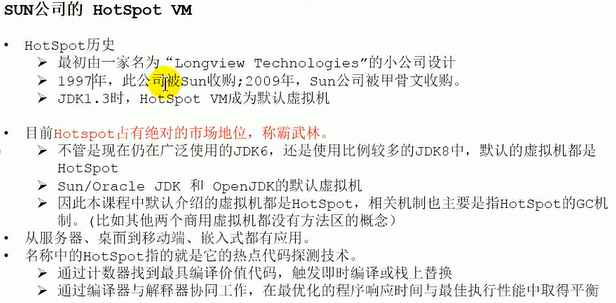 SUN公司的 HotSpot VM
• HotSpot历史
➢ 最初由一家名为“Longview Technologies”的小公司设计
➢ 1997年，此公司被Sun收购;2009年，Sun公司被甲骨文收购。
➢ JDK1.3时，HotSpot VM成为默认虚拟机
• 目前Hotspot占有绝对的市场地位，称霸武林。
➢ 不管是现在仍在广泛使用的JDK6，还是使用比例较多的JDK8中，默认的虚拟机都是
HotSpot
➢ Sun/Oracle JDK 和 OpenJDK的默认虚拟机
➢ 因此本课程中默认介绍的虚拟机都是HotSpot，相关机制也主要是指HotSpot的GC机
制。(比如其他两个商用虚拟机都没有方法区的概念)
• 从服务器、桌面到移动端、嵌入式都有应用。
• 名称中的HotSpot指的就是它的热点代码探测技术。
➢ 通过计数器找到最具编译价值代码，触发即时编译或栈上替换
➢ 通过编译器与解释器协同工作，在最优化的程序响应时间与最佳执行性能中取得平衡